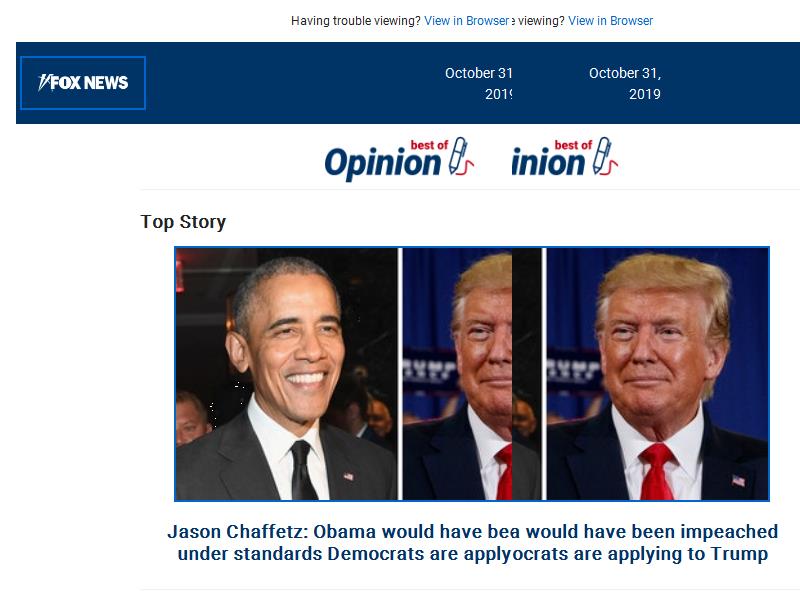 Having trouble viewing? View in Browser e viewing? View in Browser
FOX NEWS
October 31 October 31,
2019 2019
best of best of
Opinion inion
Top Story
RUMP
Jason Chaffetz: Obama would have bea would have been impeached
under standards Democrats are applyocrats are applying to Trump